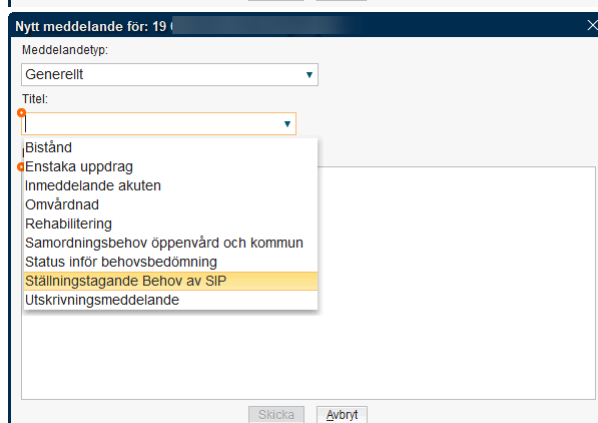 Nytt meddelande för: 19
Meddelandetyp:
Generellt
Titel:
Bistånd
Enstaka uppdrag
Inmeddelande akuten
Omvårdnad
Rehabilitering
Samordningsbehov öppenvård och kommun
Status inför behovsbedömning
Ställningstagande Behov av SIP
Utskrivningsmeddelande
Skicka Avbryt